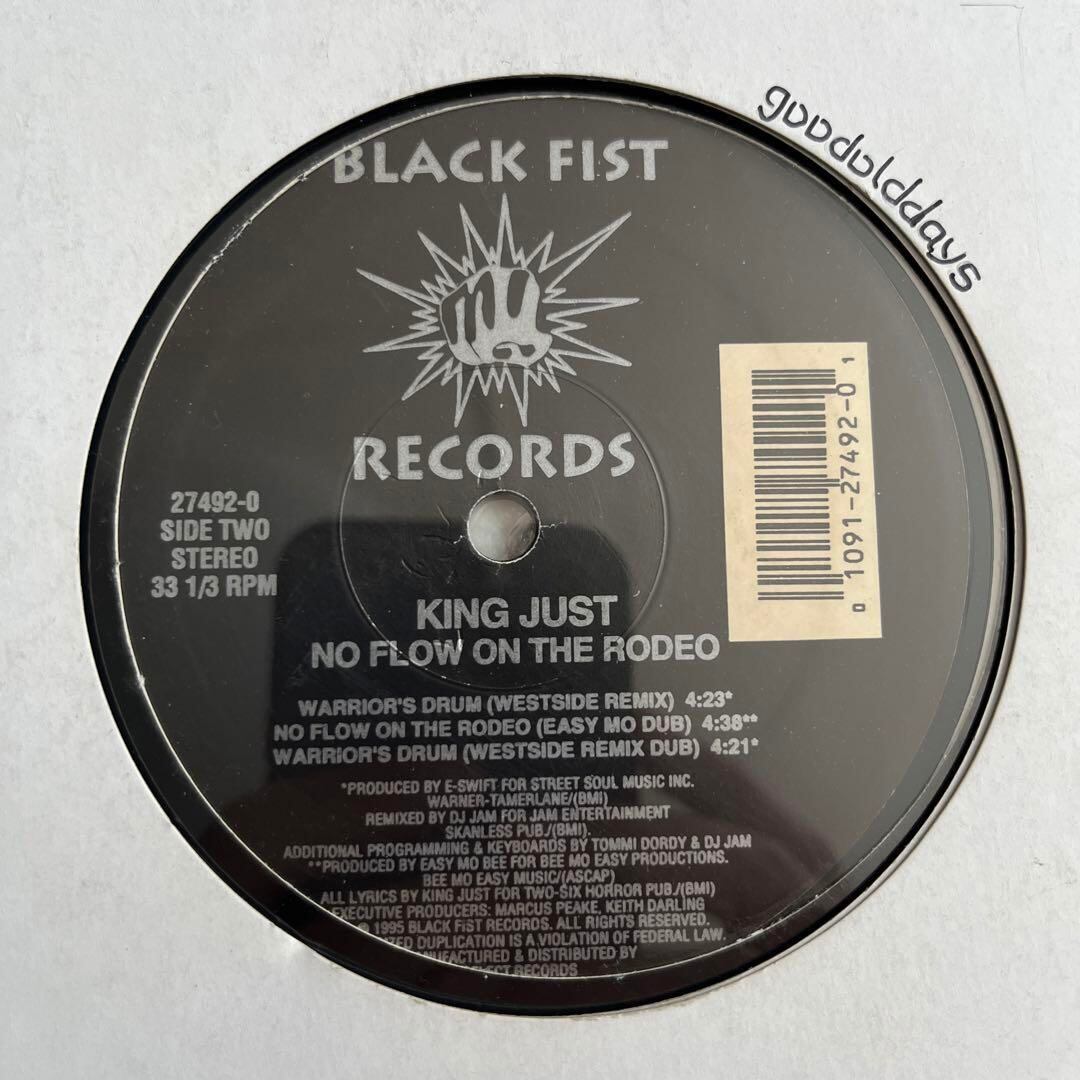 goodolddays
BLACK FIST
RECORDS
27492-0
SIDE TWO
STEREO
33 1/3 RPM
0 1091-27492-0 1
KING JUST
NO FLOW ON THE RODEO
WARRIOR'S DRUM (WESTSIDE REMIX) 4:23*
NO FLOW ON THE RODEO (EASY MO DUB) 4:38**
WARRIOR'S DRUM (WESTSIDE REMIX DUB) 4:21*
*PRODUCED BY E-SWIFT FOR STREET SOUL MUSIC INC.
WARNER-TAMERLANE/(BMI)
REMIXED BY DJ JAM FOR JAM ENTERTAINMENT
SKANLESS PUB./(BMI).
ADDITIONAL PROGRAMMING & KEYBOARDS BY TOMMI DORDY & DJ JAM
**PRODUCED BY EASY MO BEE FOR BEE MO EASY PRODUCTIONS.
BEE MO EASY MUSIC/(ASCAP)
ALL LYRICS BY KING JUST FOR TWO-SIX HORROR PUB./(BMI)
EXECUTIVE PRODUCERS: MARCUS PEAKE, KEITH DARLING
1995 BLACK FIST RECORDS. ALL RIGHTS RESERVED.
DUPLICATION IS A VIOLATION OF FEDERAL LAW.
& DISTRIBUTED BY
RECORDS